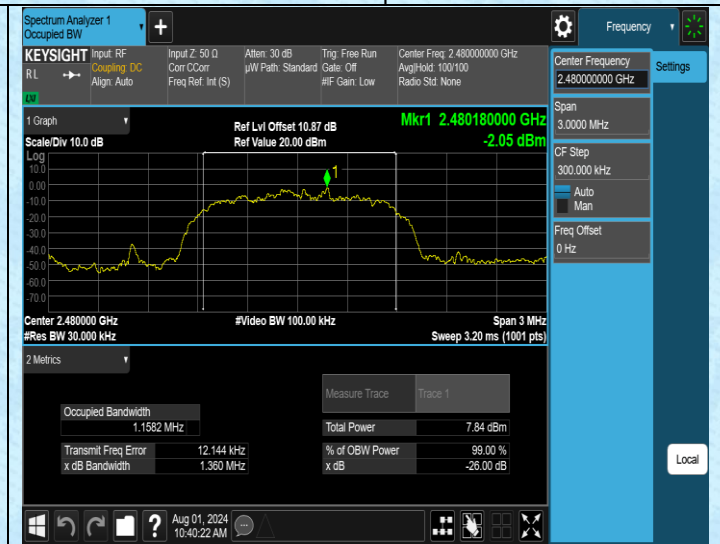 Spectrum Analyzer 1
Occupied BW
Frequency
KEYSIGHT
RL
LXI
Input: RF
Coupling: DC
Align: Auto
Input Z: 50 Ω
Corr CCorr
Freq Ref: Int (S)
Atten: 30 dB
µW Path: Standard
Trig: Free Run
Gate: Off
#IF Gain: Low
Center Freq: 2.480000000 GHz
Avg|Hold: 100/100
Radio Std: None
Center Frequency
2.480000000 GHz
Settings
Span
3.0000 MHz
CF Step
300.000 kHz
Auto
Man
Freq Offset
0 Hz
Local
1 Graph
Scale/Div 10.0 dB
Ref Lvl Offset 10.87 dB
Ref Value 20.00 dBm
Mkr1 2.480180000 GHz
-2.05 dBm
Log
10.0
0.00
-10.0
-20.0
-30.0
-40.0
-50.0
-60.0
-70.0
1
Center 2.480000 GHz
#Res BW 30.000 kHz
#Video BW 100.00 kHz
Span 3 MHz
Sweep 3.20 ms (1001 pts)
2 Metrics
Measure Trace Trace 1
Occupied Bandwidth
1.1582 MHz
Total Power 7.84 dBm
Transmit Freq Error 12.144 kHz
% of OBW Power 99.00 %
x dB Bandwidth 1.360 MHz
x dB -26.00 dB
?
Aug 01, 2024
10:40:22 AM